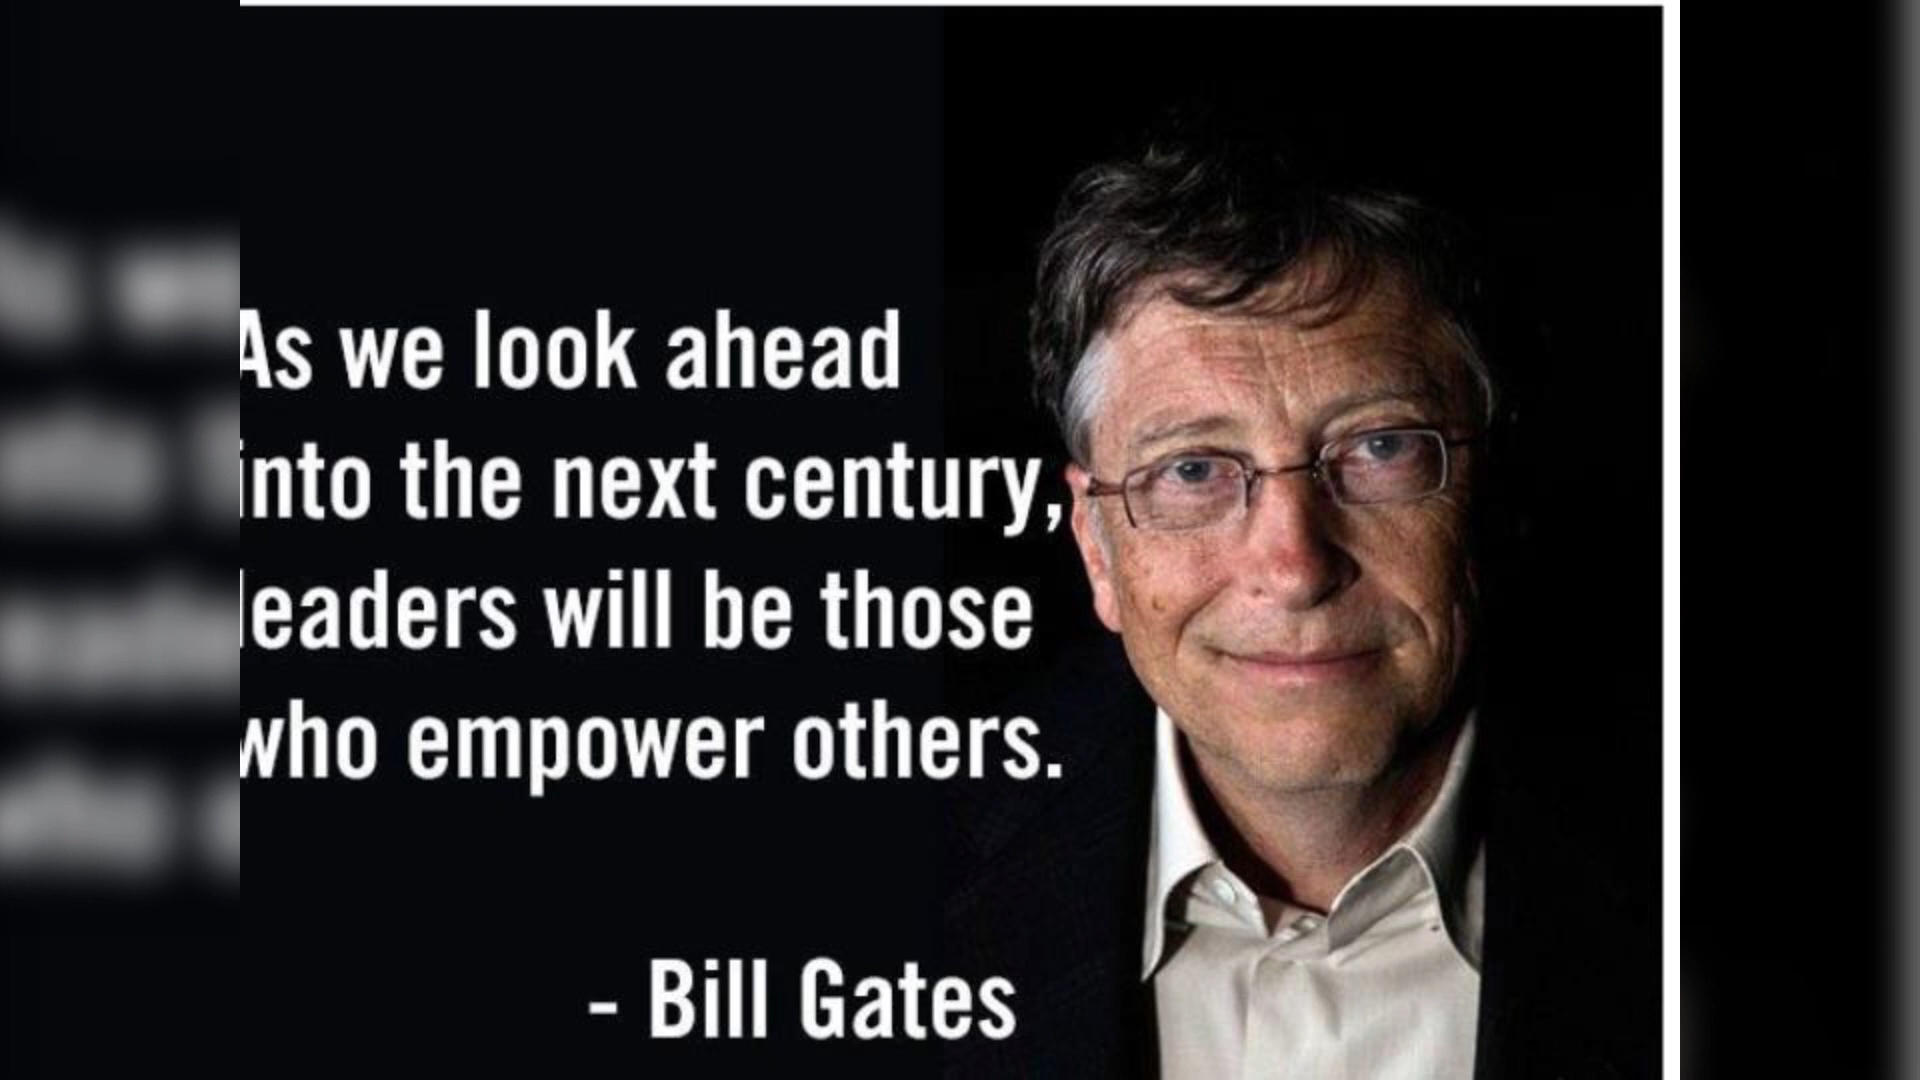 As we look ahead
into the next century,
leaders will be those
who empower others.
- Bill Gates